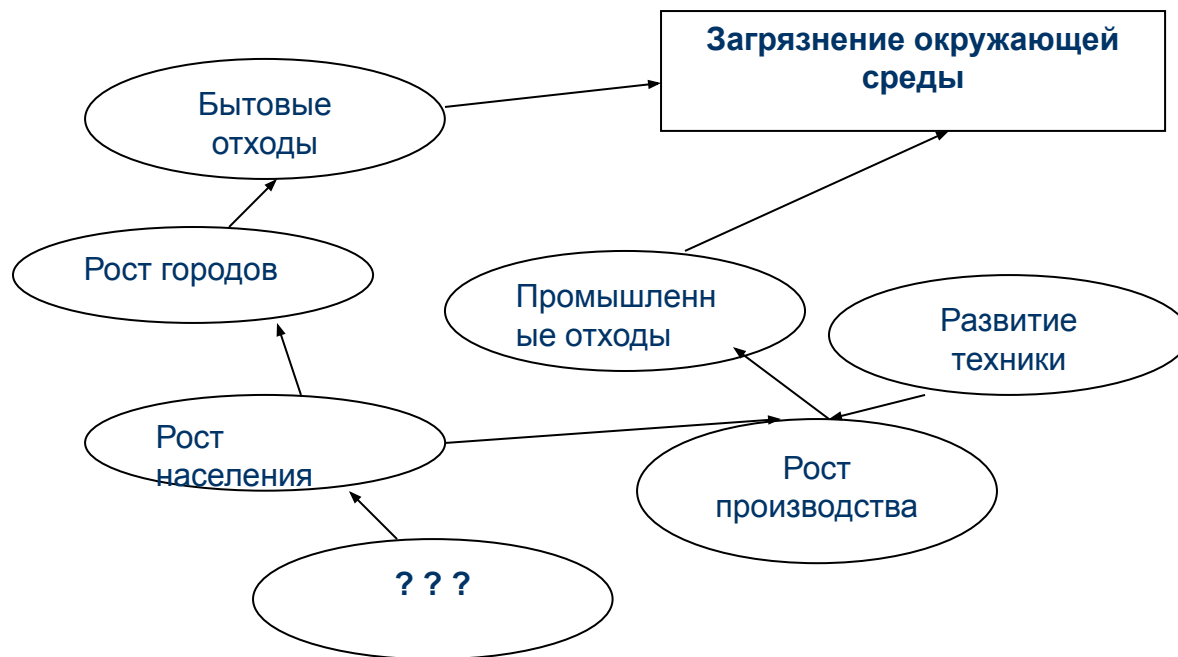 Загрязнение окружающей
среды
Бытовые
отходы
Рост городов
Промышленн
ые отходы
Развитие
техники
Рост
населения
Рост
производства
? ? ?